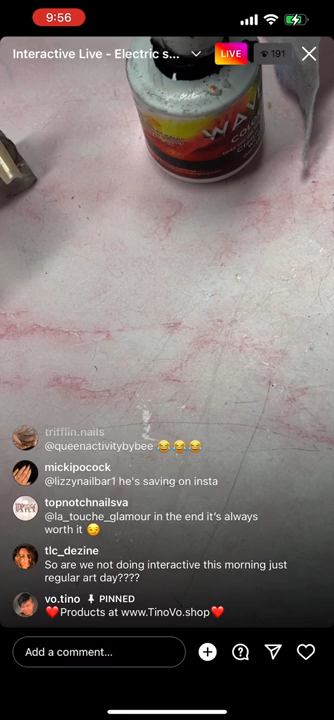 9:56
Interactive Live - Electric s...
LIVE
191
WAV
COLO
trifflin.nails
@queenactivitybybee 😂😂😂
mickipocock
@lizzynailbar1 he's saving on insta
topnotchnailsva
@la_touche_glamour in the end it's always
worth it 😏
tlc_dezine
So are we not doing interactive this morning just
regular art day????
vo.tino PINNED
❤️Products at www.TinoVo.shop❤️
Add a comment...